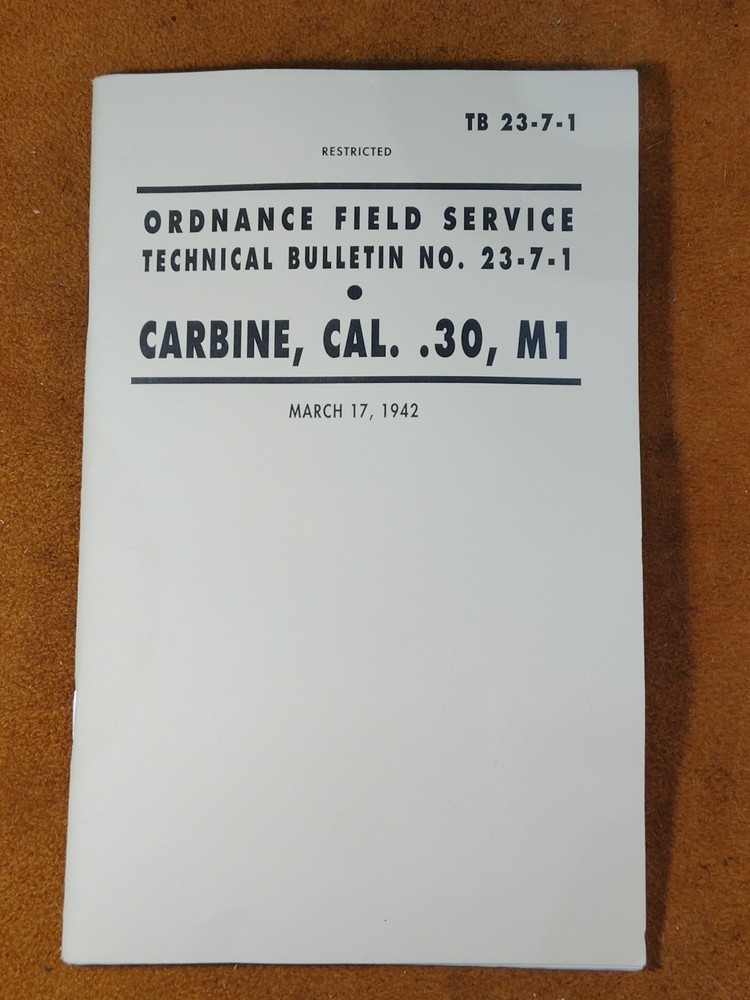 TB 23-7-1
RESTRICTED
ORDNANCE FIELD SERVICE
TECHNICAL BULLETIN NO. 23-7-1
●
CARBINE, CAL. .30, M1
MARCH 17, 1942